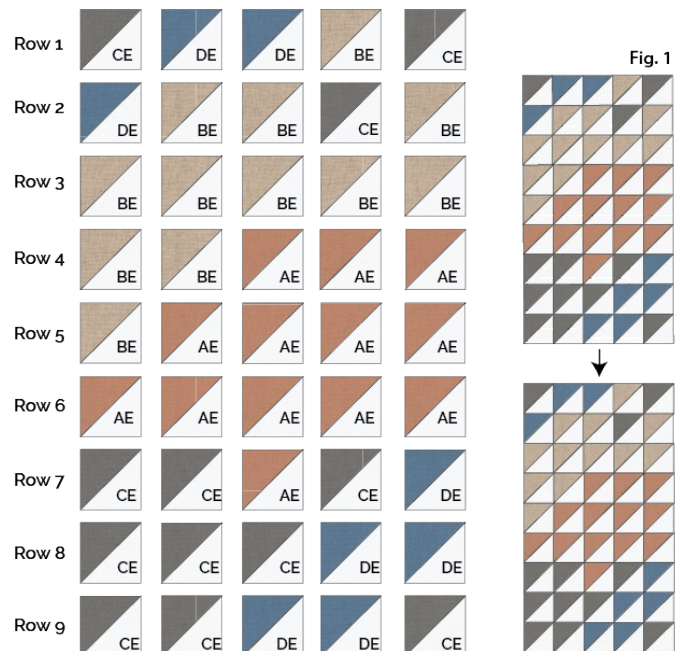 Row 1 CE DE DE BE CE
Fig. 1
Row 2 DE BE BE CE BE
Row 3 BE BE BE BE BE
Row 4 BE BE AE AE AE
Row 5 BE AE AE AE AE
Row 6 AE AE AE AE AE
Row 7 CE CE AE CE DE
Row 8 CE CE CE DE DE
Row 9 CE CE DE DE CE